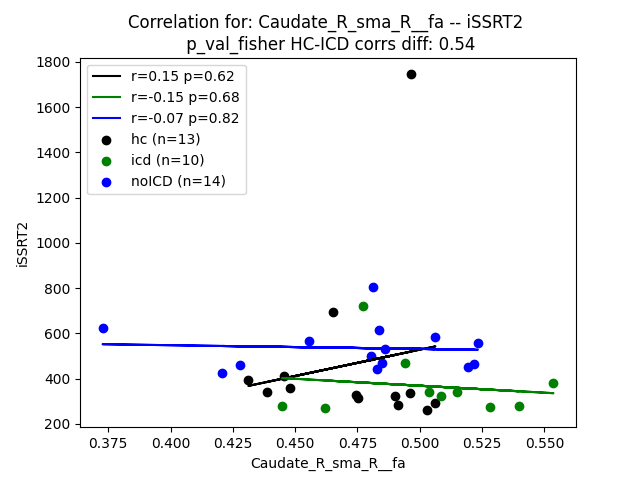 Correlation for: Caudate_R_sma_R__fa -- iSSRT2
p_val_fisher HC-ICD corrs diff: 0.54
r=0.15 p=0.62
r=-0.15 p=0.68
r=-0.07 p=0.82
hc (n=13)
icd (n=10)
noICD (n=14)
1800
1600
1400
1200
1000
800
600
400
200
iSSRT2
0.375 0.400 0.425 0.450 0.475 0.500 0.525 0.550
Caudate_R_sma_R__fa